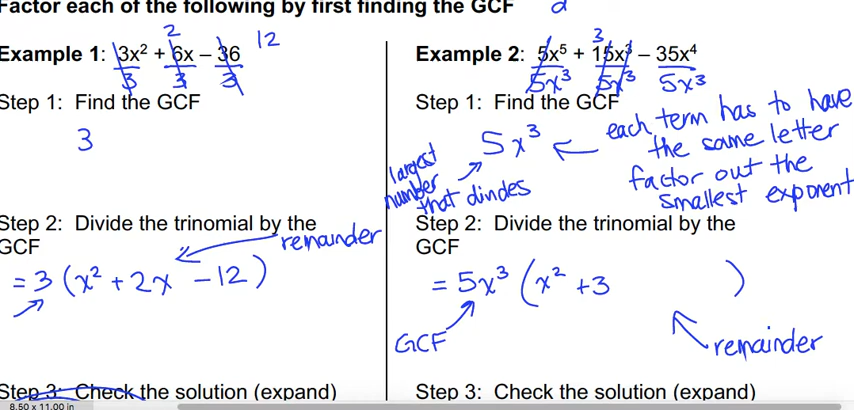 Factor each of the following by first finding the GCF
2
12
Example 1: 3x² + 6x – 36
3 3 3
Step 1: Find the GCF
3
Step 2: Divide the trinomial by the
GCF
remainder
= 3 (x² + 2x - 12)
Step 3: Check the solution (expand)
8.50 x 11.00 in
3
Example 2: 5x⁵ + 15x³ – 35x⁴
5x³ 5x³ 5x³
Step 1: Find the GCF
5x³
each term has to have
the same letter
factor out the
smallest exponent
largest
number
that divides
Step 2: Divide the trinomial by the
GCF
= 5x³ (x² + 3 )
GCF
remainder
Step 3: Check the solution (expand)